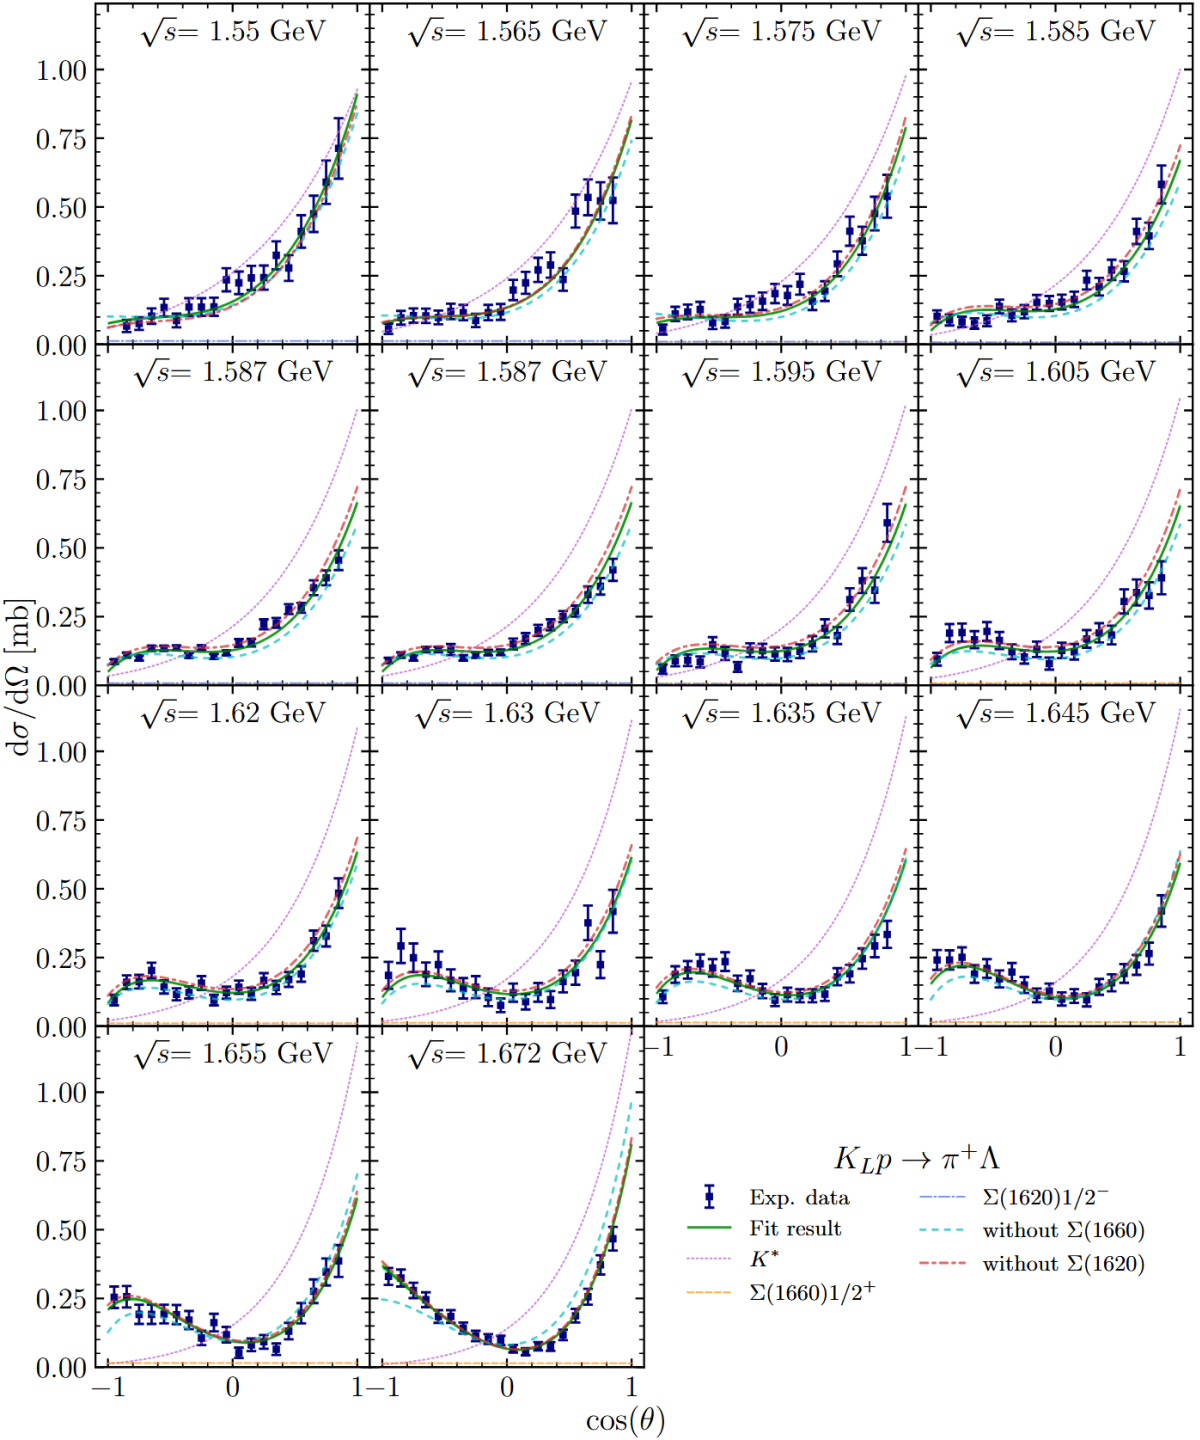 √s= 1.55 GeV
√s= 1.565 GeV
√s= 1.575 GeV
√s= 1.585 GeV
1.00
0.75
0.50
0.25
0.00
√s= 1.587 GeV
√s= 1.587 GeV
√s= 1.595 GeV
√s= 1.605 GeV
1.00
0.75
0.50
0.25
0.00
dσ/dΩ [mb]
√s= 1.62 GeV
√s= 1.63 GeV
√s= 1.635 GeV
√s= 1.645 GeV
1.00
0.75
0.50
0.25
0.00
−1 0 1
−1 0 1
√s= 1.655 GeV
√s= 1.672 GeV
1.00
0.75
0.50
0.25
0.00
−1 0 1
−1 0 1
cos(θ)
K_L p → π⁺Λ
Exp. data
Fit result
K*
Σ(1660)1/2⁺
Σ(1620)1/2⁻
without Σ(1660)
without Σ(1620)